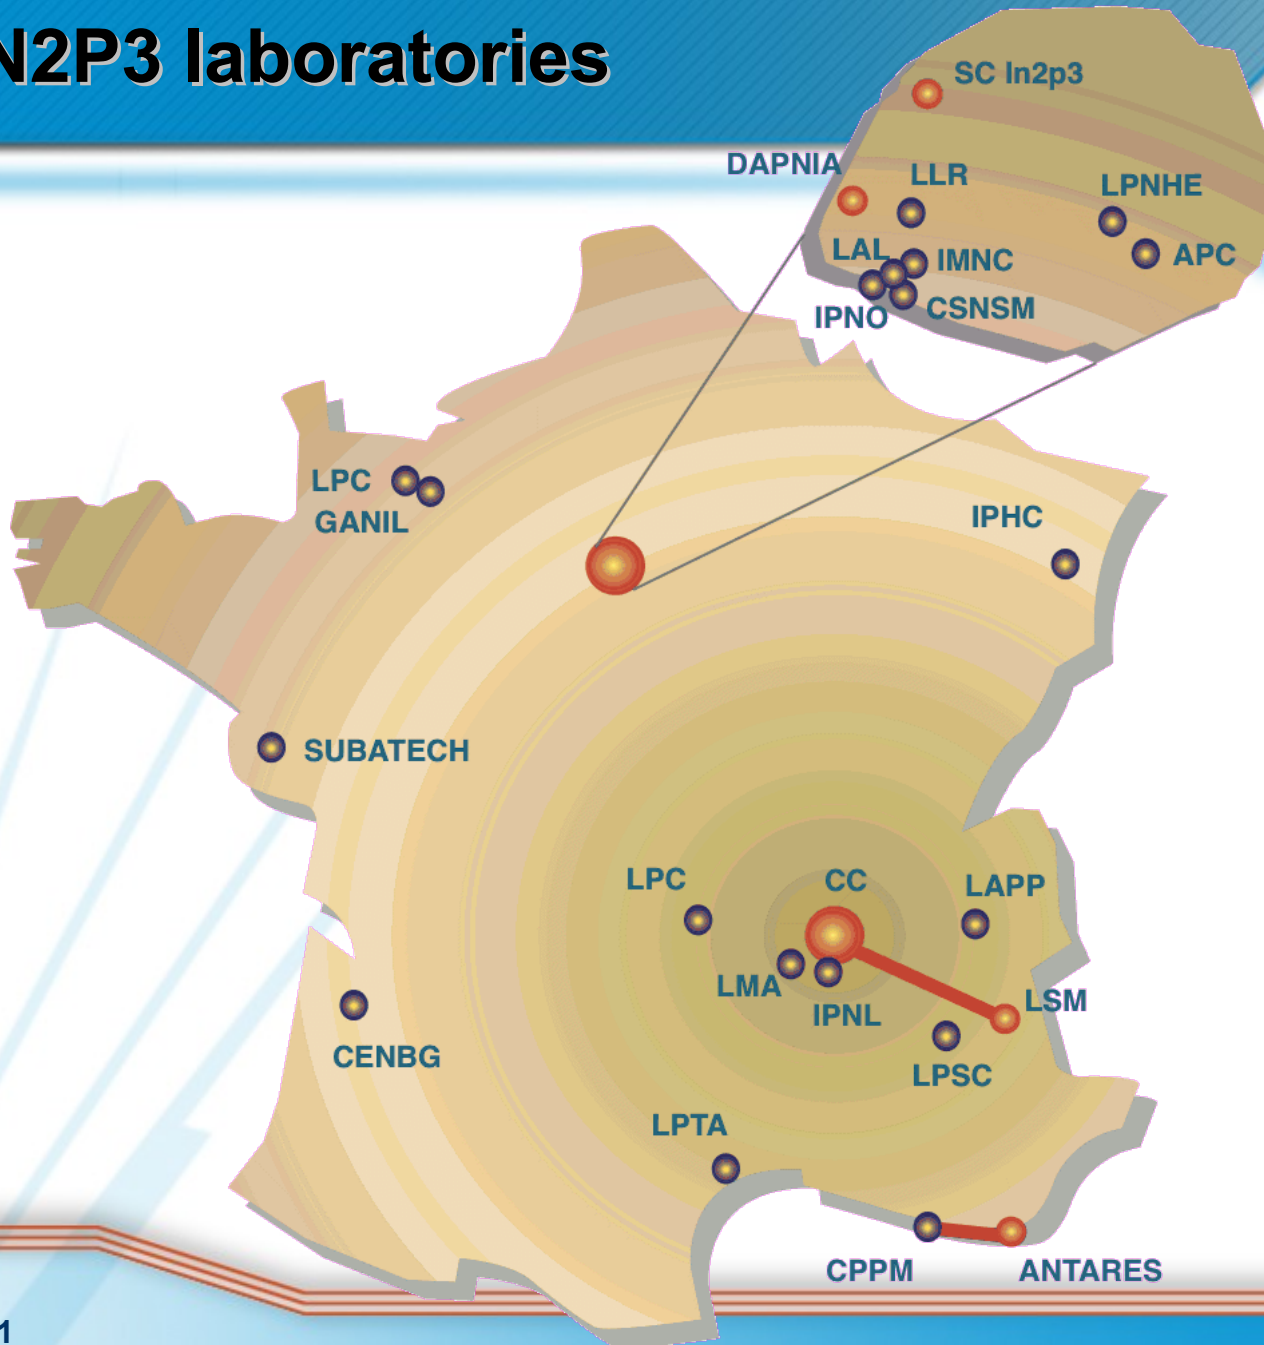 N2P3 laboratories
SC In2p3
DAPNIA
LLR
LPNHE
LAL
IMNC
APC
IPNO
CSNSM
LPC
GANIL
IPHC
SUBATECH
LPC
CC
LAPP
LMA
LSM
IPNL
CENBG
LPSC
LPTA
CPPM
ANTARES
1